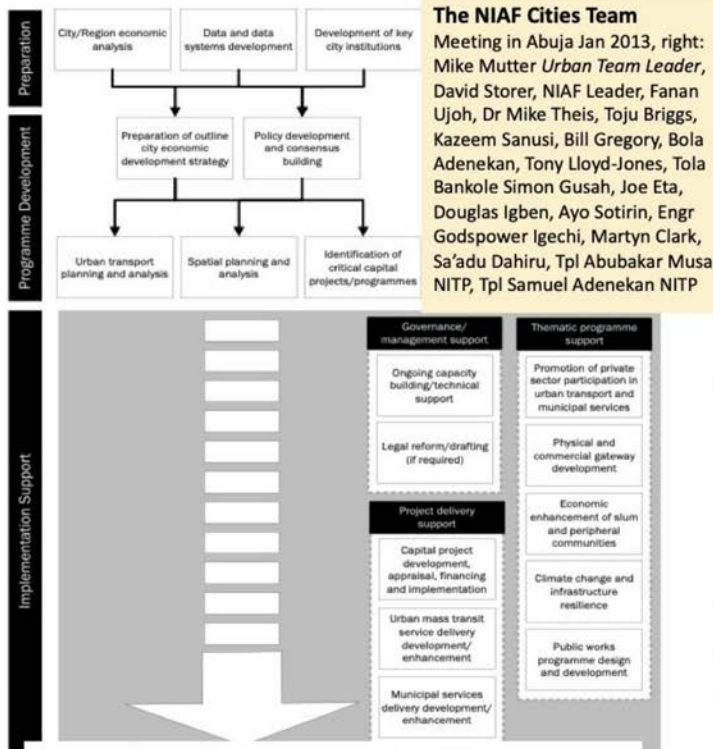 Preparation
City/Region economic
analysis
Data and data
systems development
Development of key
city institutions
Programme Development
Preparation of outline
city economic
development strategy
Policy development
and consensus
building
Urban transport
planning and analysis
Spatial planning and
analysis
Identification of
critical capital
projects/programmes
The NIAF Cities Team
Meeting in Abuja Jan 2013, right:
Mike Mutter Urban Team Leader,
David Storer, NIAF Leader, Fanan
Ujoh, Dr Mike Theis, Toju Briggs,
Kazeem Sanusi, Bill Gregory, Bola
Adenekan, Tony Lloyd-Jones, Tola
Bankole Simon Gusah, Joe Eta,
Douglas Igben, Ayo Sotirin, Engr
Godspower Igechi, Martyn Clark,
Sa'adu Dahiru, Tpl Abubakar Musa
NITP, Tpl Samuel Adenekan NITP
Implementation Support
Governance/
management support
Ongoing capacity
building/technical
support
Legal reform/drafting
(if required)
Project delivery
support
Capital project
development,
appraisal, financing
and implementation
Urban mass transit
service delivery
development/
enhancement
Municipal services
delivery development/
enhancement
Thematic programme
support
Promotion of private
sector participation in
urban transport and
municipal services
Physical and
commercial gateway
development
Economic
enhancement of slum
and peripheral
communities
Climate change and
infrastructure
resilience
Public works
programme design
and development